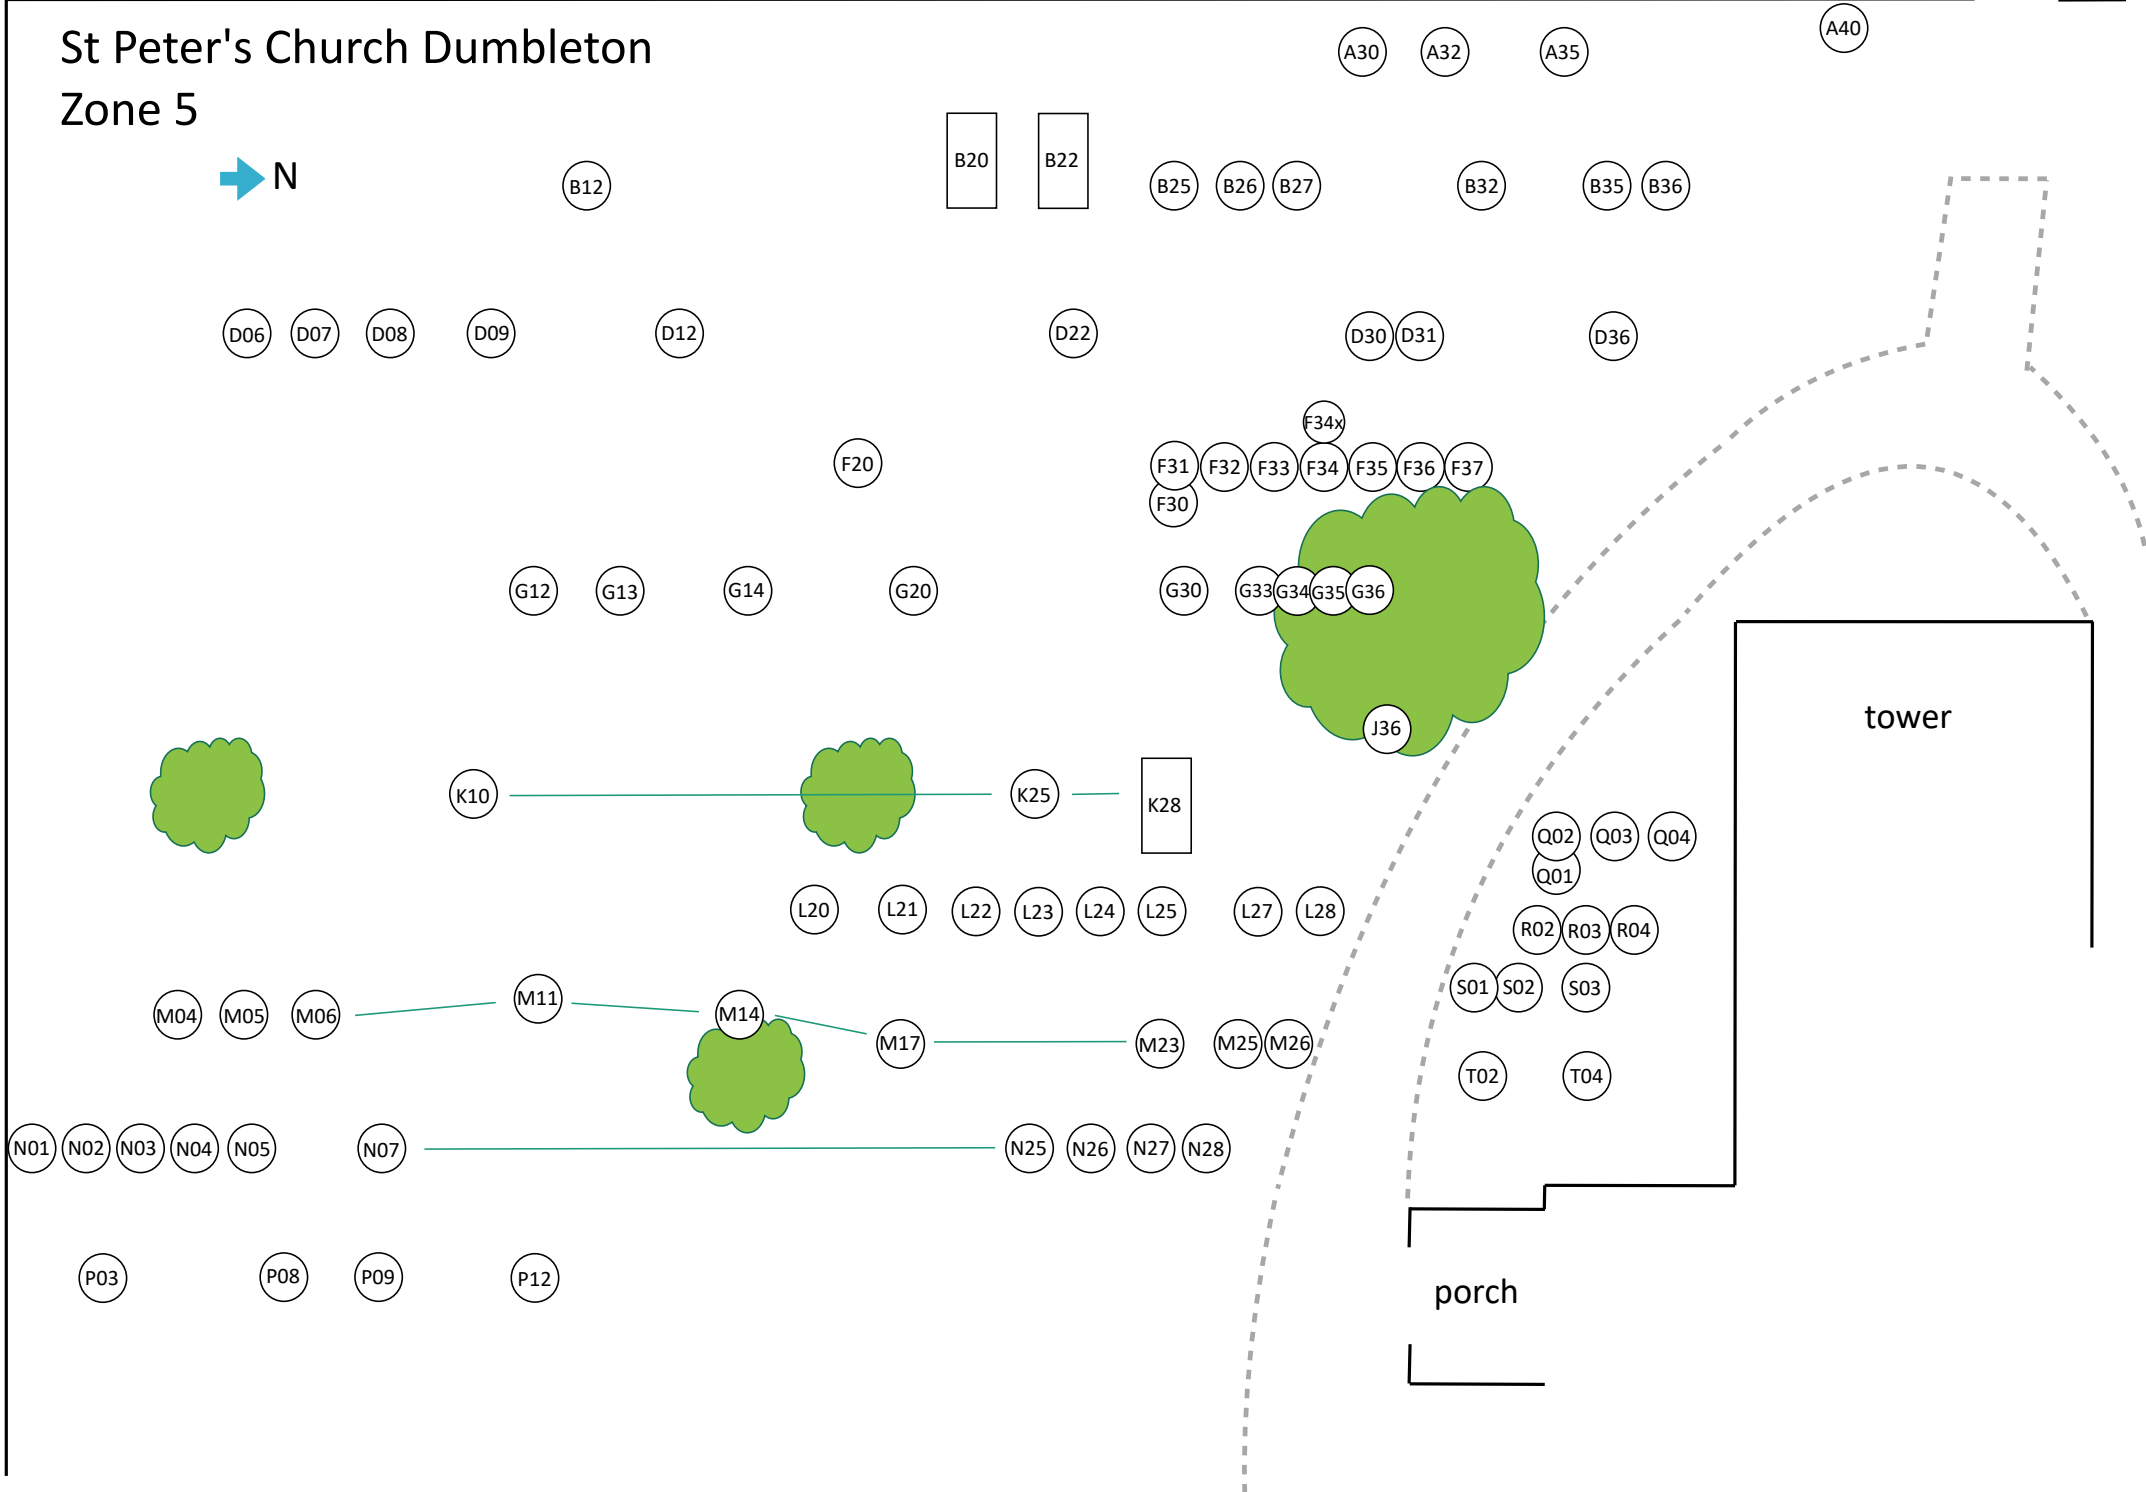 St Peter's Church Dumbleton
Zone 5
N
A30 A32 A35 A40
B12 B20 B22 B25 B26 B27 B32 B35 B36
D06 D07 D08 D09 D12 D22 D30 D31 D36
F34x
F20 F31 F32 F33 F34 F35 F36 F37
F30
G12 G13 G14 G20 G30 G33 G34 G35 G36
tower
J36
K10 K25 K28
Q02 Q03 Q04
Q01
L20 L21 L22 L23 L24 L25 L27 L28
R02 R03 R04
S01 S02 S03
M04 M05 M06 M11 M14 M17 M23 M25 M26
T02 T04
N01 N02 N03 N04 N05 N07 N25 N26 N27 N28
P03 P08 P09 P12
porch